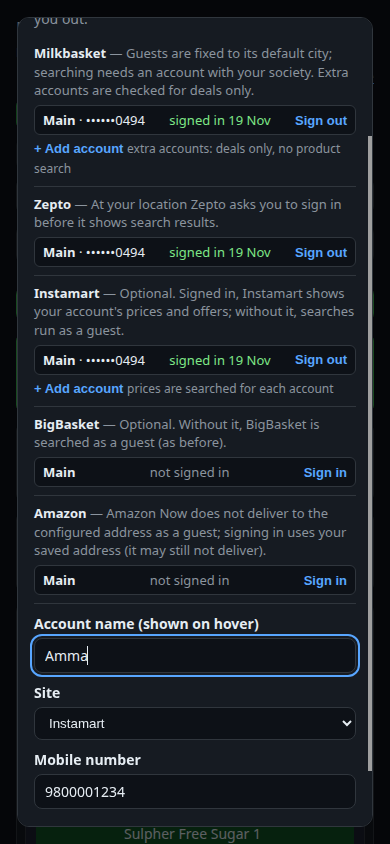 you out.
Milkbasket — Guests are fixed to its default city;
searching needs an account with your society. Extra
accounts are checked for deals only.
Main · ••••••0494 signed in 19 Nov Sign out
+ Add account extra accounts: deals only, no product
search
Zepto — At your location Zepto asks you to sign in
before it shows search results.
Main · ••••••0494 signed in 19 Nov Sign out
Instamart — Optional. Signed in, Instamart shows
your account's prices and offers; without it, searches
run as a guest.
Main · ••••••0494 signed in 19 Nov Sign out
+ Add account prices are searched for each account
BigBasket — Optional. Without it, BigBasket is
searched as a guest (as before).
Main not signed in Sign in
Amazon — Amazon Now does not deliver to the
configured address as a guest; signing in uses your
saved address (it may still not deliver).
Main not signed in Sign in
Account name (shown on hover)
Amma
Site
Instamart
Mobile number
9800001234
Sulpher Free Sugar 1